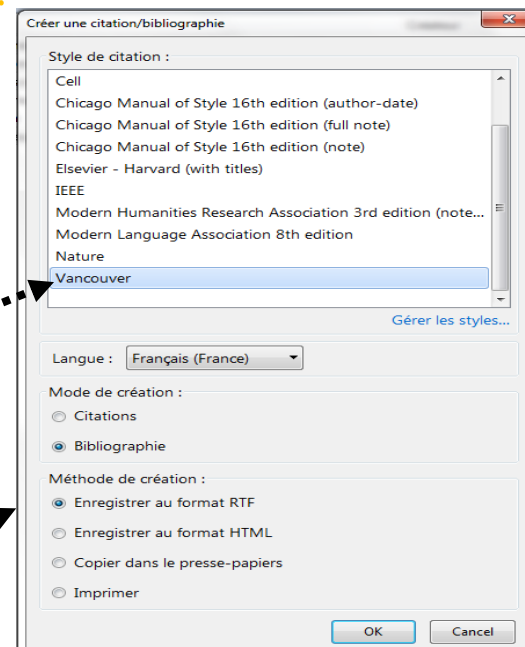 Créer une citation/bibliographie
Style de citation :
Cell
Chicago Manual of Style 16th edition (author-date)
Chicago Manual of Style 16th edition (full note)
Chicago Manual of Style 16th edition (note)
Elsevier - Harvard (with titles)
IEEE
Modern Humanities Research Association 3rd edition (note...
Modern Language Association 8th edition
Nature
Vancouver
Gérer les styles...
Langue : Français (France)
Mode de création :
Citations
Bibliographie
Méthode de création :
Enregistrer au format RTF
Enregistrer au format HTML
Copier dans le presse-papiers
Imprimer
OK Cancel